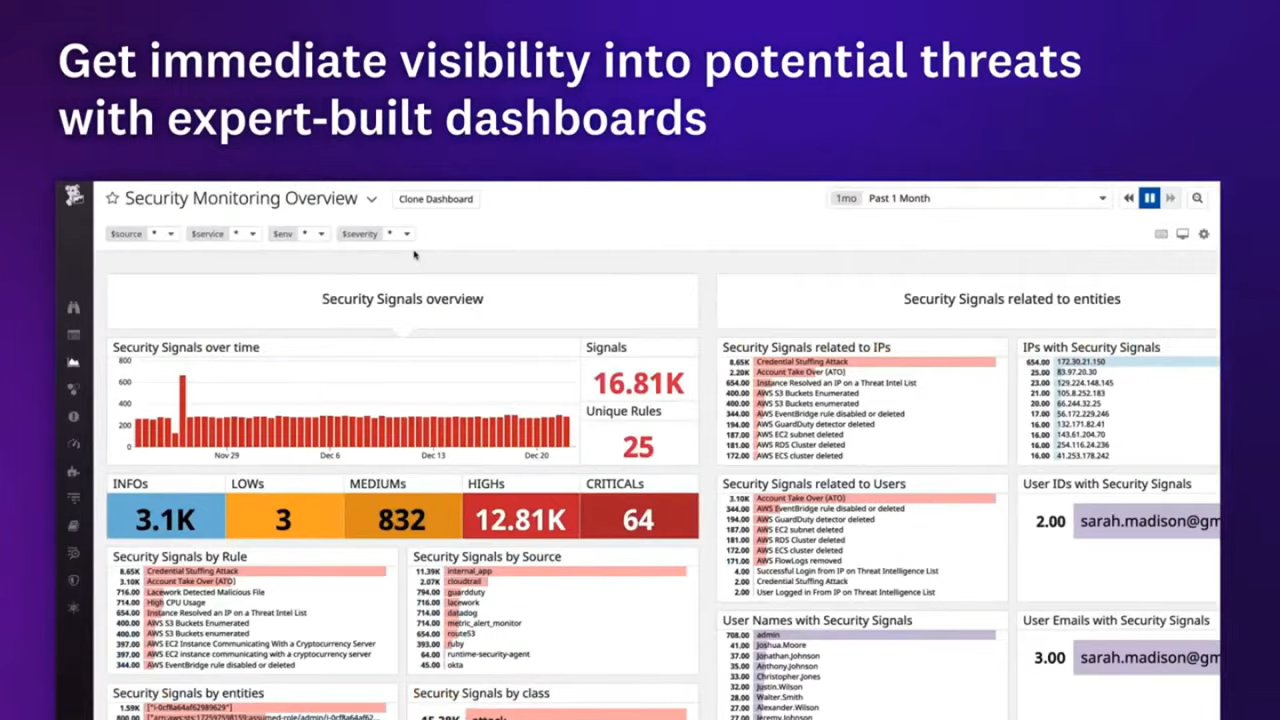 Get immediate visibility into potential threats
with expert-built dashboards
Security Monitoring Overview
Clone Dashboard
1mo Past 1 Month
$source *
$service *
$env *
$severity *
Security Signals overview
Security Signals over time
800
600
400
200
0
Nov 29
Dec 6
Dec 13
Dec 20
Signals
16.81K
Unique Rules
25
INFOs
3.1K
LOWs
3
MEDIUMs
832
HIGHs
12.81K
CRITICALS
64
Security Signals by Rule
8.65K Credential Stuffing Attack
3.10K Account Take Over (ATO)
716.00 Lacework Detected Malicious File
714.00 High CPU Usage
654.00 Instance Resolved an IP on a Threat Intel List
400.00 AWS S3 Buckets Enumerated
400.00 AWS S3 Buckets enumerated
397.00 AWS EC2 Instance Communicating With a Cryptocurrency Server
397.00 AWS EC2 instance communicating with a cryptocurrency server
344.00 AWS EventBridge rule disabled or deleted
Security Signals by Source
11.39K internal_app
2.07K cloudtrail
794.00 guardduty
716.00 lacework
714.00 datadog
714.00 metric_alert_monitor
654.00 route53
393.00 ruby
64.00 runtime-security-agent
45.00 okta
Security Signals by entities
1.59K ["i-0cf8a64af62989629"]
Security Signals by class
attack
Security Signals related to entities
Security Signals related to IPs
8.65K Credential Stuffing Attack
2.20K Account Take Over (ATO)
654.00 Instance Resolved an IP on a Threat Intel List
400.00 AWS S3 Buckets Enumerated
400.00 AWS S3 Buckets enumerated
344.00 AWS EventBridge rule disabled or deleted
194.00 AWS GuardDuty detector deleted
187.00 AWS EC2 subnet deleted
181.00 AWS RDS Cluster deleted
172.00 AWS ECS cluster deleted
IPs with Security Signals
654.00 172.30.21.150
25.00 83.97.20.30
23.00 129.224.148.145
21.00 105.8.252.183
20.00 66.244.32.25
17.00 56.172.229.246
16.00 132.171.82.41
16.00 143.61.204.70
16.00 254.116.24.236
16.00 41.253.178.242
Security Signals related to Users
3.10K Account Take Over (ATO)
344.00 AWS EventBridge rule disabled or deleted
194.00 AWS GuardDuty detector deleted
187.00 AWS EC2 subnet deleted
181.00 AWS RDS Cluster deleted
172.00 AWS ECS cluster deleted
171.00 AWS FlowLogs removed
4.00 Successful Login from IP on Threat Intelligence List
2.00 Credential Stuffing Attack
2.00 User Logged in From IP on Threat Intelligence List
User IDs with Security Signals
2.00 sarah.madison@gm
User Names with Security Signals
708.00 admin
41.00 Joshua.Moore
37.00 Jonathan.Johnson
35.00 Anthony.Johnson
33.00 Christopher.Jones
32.00 Justin.Wilson
28.00 Walter.Smith
27.00 Alexander.Wilson
27.00 Jeremy.Johnson
User Emails with Security Signals
3.00 sarah.madison@gm